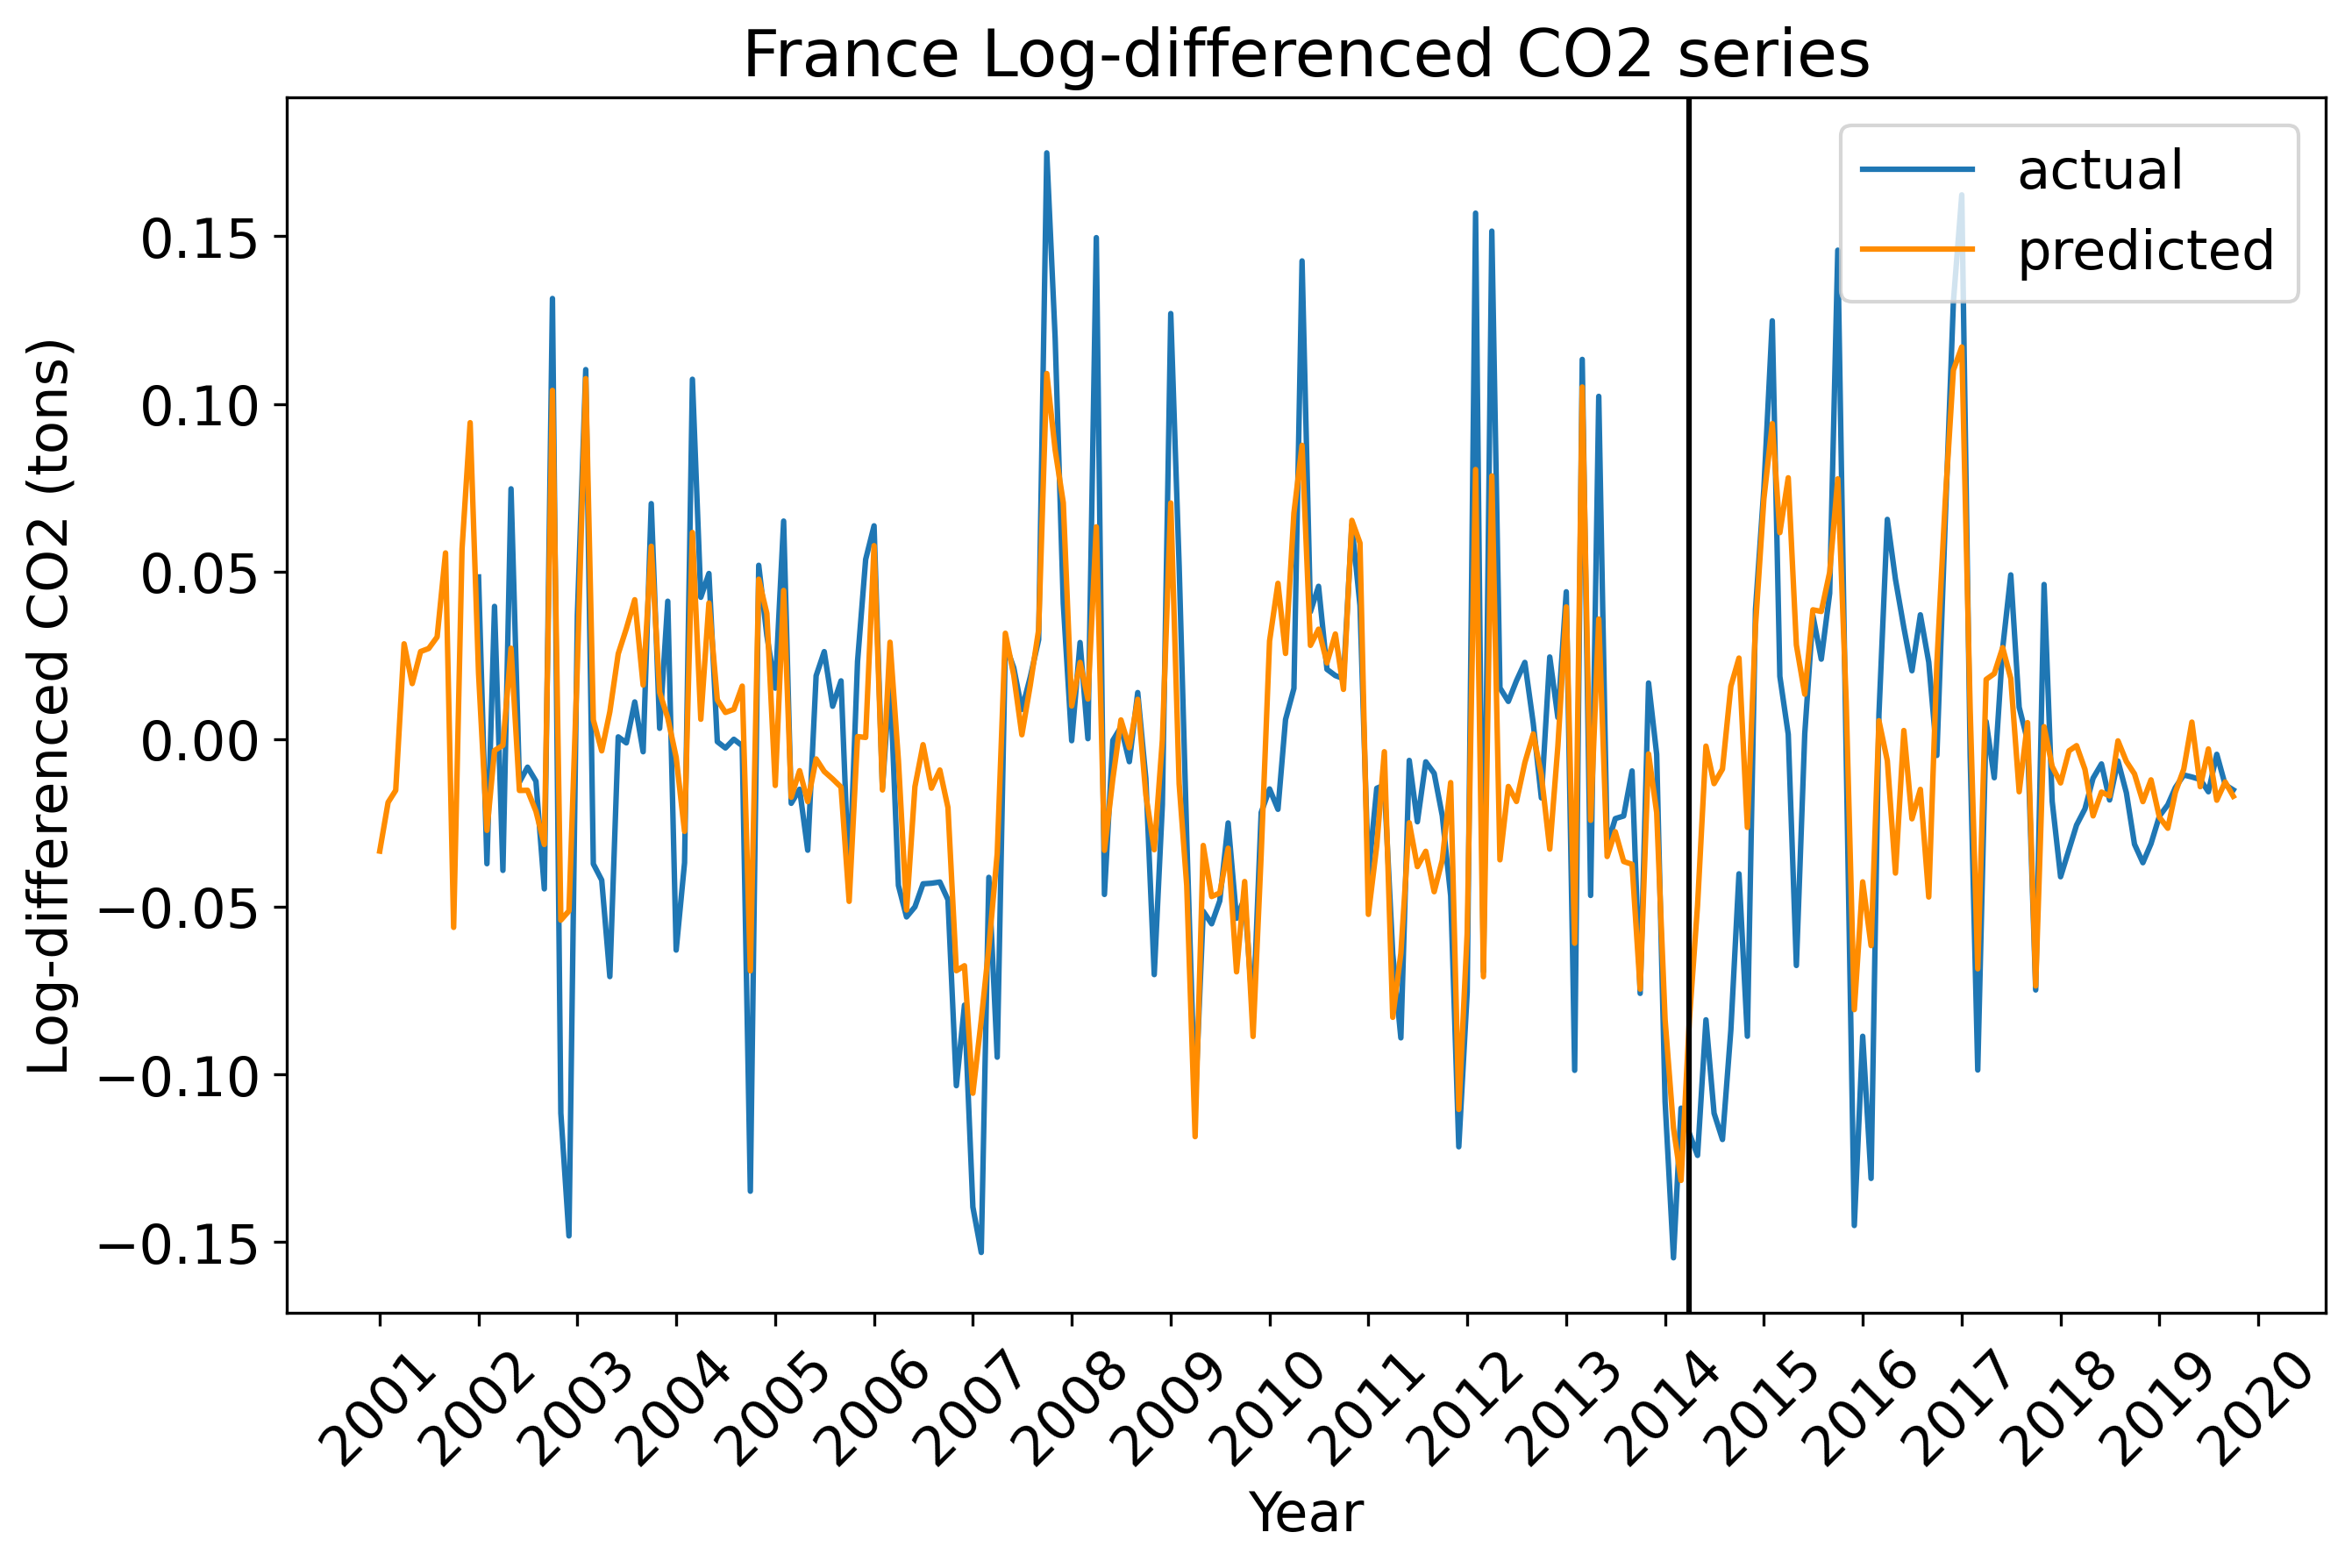 France Log-differenced CO2 series
actual
predicted
Log-differenced CO2 (tons)
0.15
0.10
0.05
0.00
−0.05
−0.10
−0.15
2001 2002 2003 2004 2005 2006 2007 2008 2009 2010 2011 2012 2013 2014 2015 2016 2017 2018 2019 2020
Year